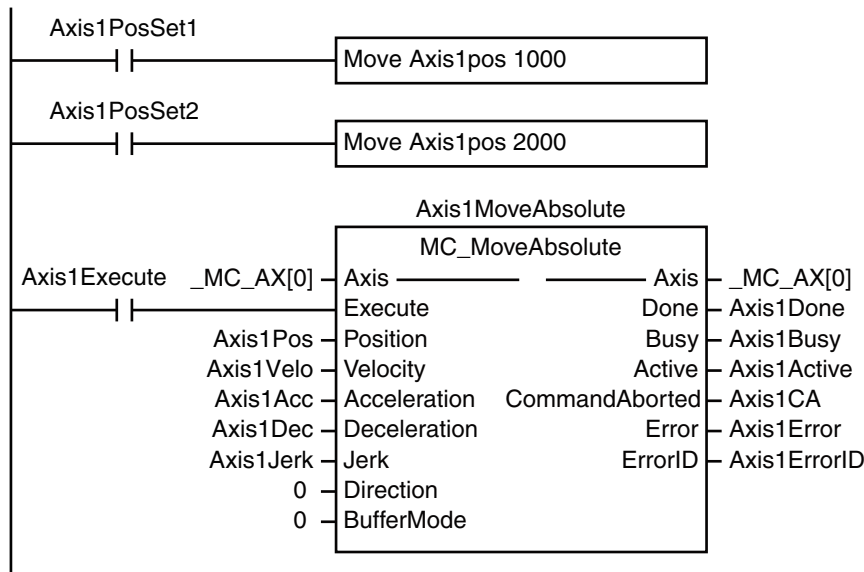 Axis1PosSet1
Move Axis1pos 1000
Axis1PosSet2
Move Axis1pos 2000
Axis1MoveAbsolute
MC_MoveAbsolute
Axis1Execute _MC_AX[0] Axis Axis _MC_AX[0]
Execute Done Axis1Done
Axis1Pos Position Busy Axis1Busy
Axis1Velo Velocity Active Axis1Active
Axis1Acc Acceleration CommandAborted Axis1CA
Axis1Dec Deceleration Error Axis1Error
Axis1Jerk Jerk ErrorID Axis1ErrorID
0 Direction
0 BufferMode